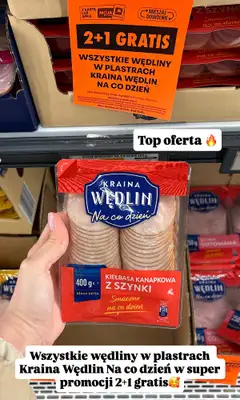 2+1 GRATIS
WSZYSTKIE WĘDLINY
W PLASTRACH
KRAINA WĘDLIN
NA CO DZIEŃ
Top oferta 🔥
KRAINA
WĘDLIN
Na co dzień
400 g
KIEŁBASA KANAPKOWA
Z SZYNKI
Smaczne
na co dzień
Wszystkie wędliny w plastrach
Kraina Wędlin Na co dzień w super
promocji 2+1 gratis🥰